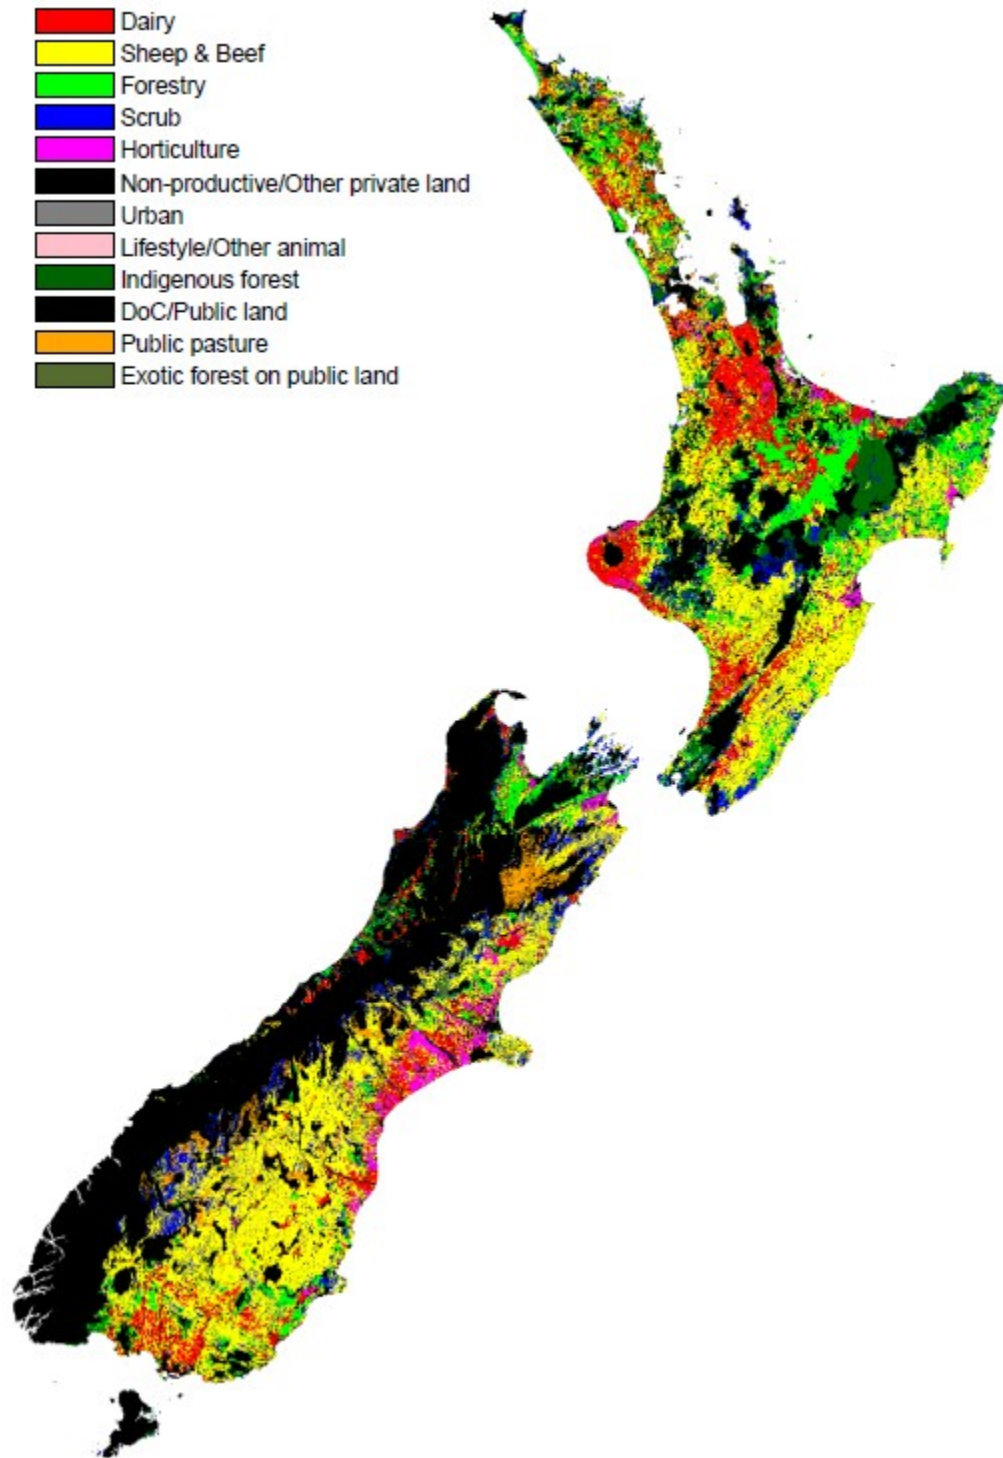 Dairy
Sheep & Beef
Forestry
Scrub
Horticulture
Non-productive/Other private land
Urban
Lifestyle/Other animal
Indigenous forest
DoC/Public land
Public pasture
Exotic forest on public land